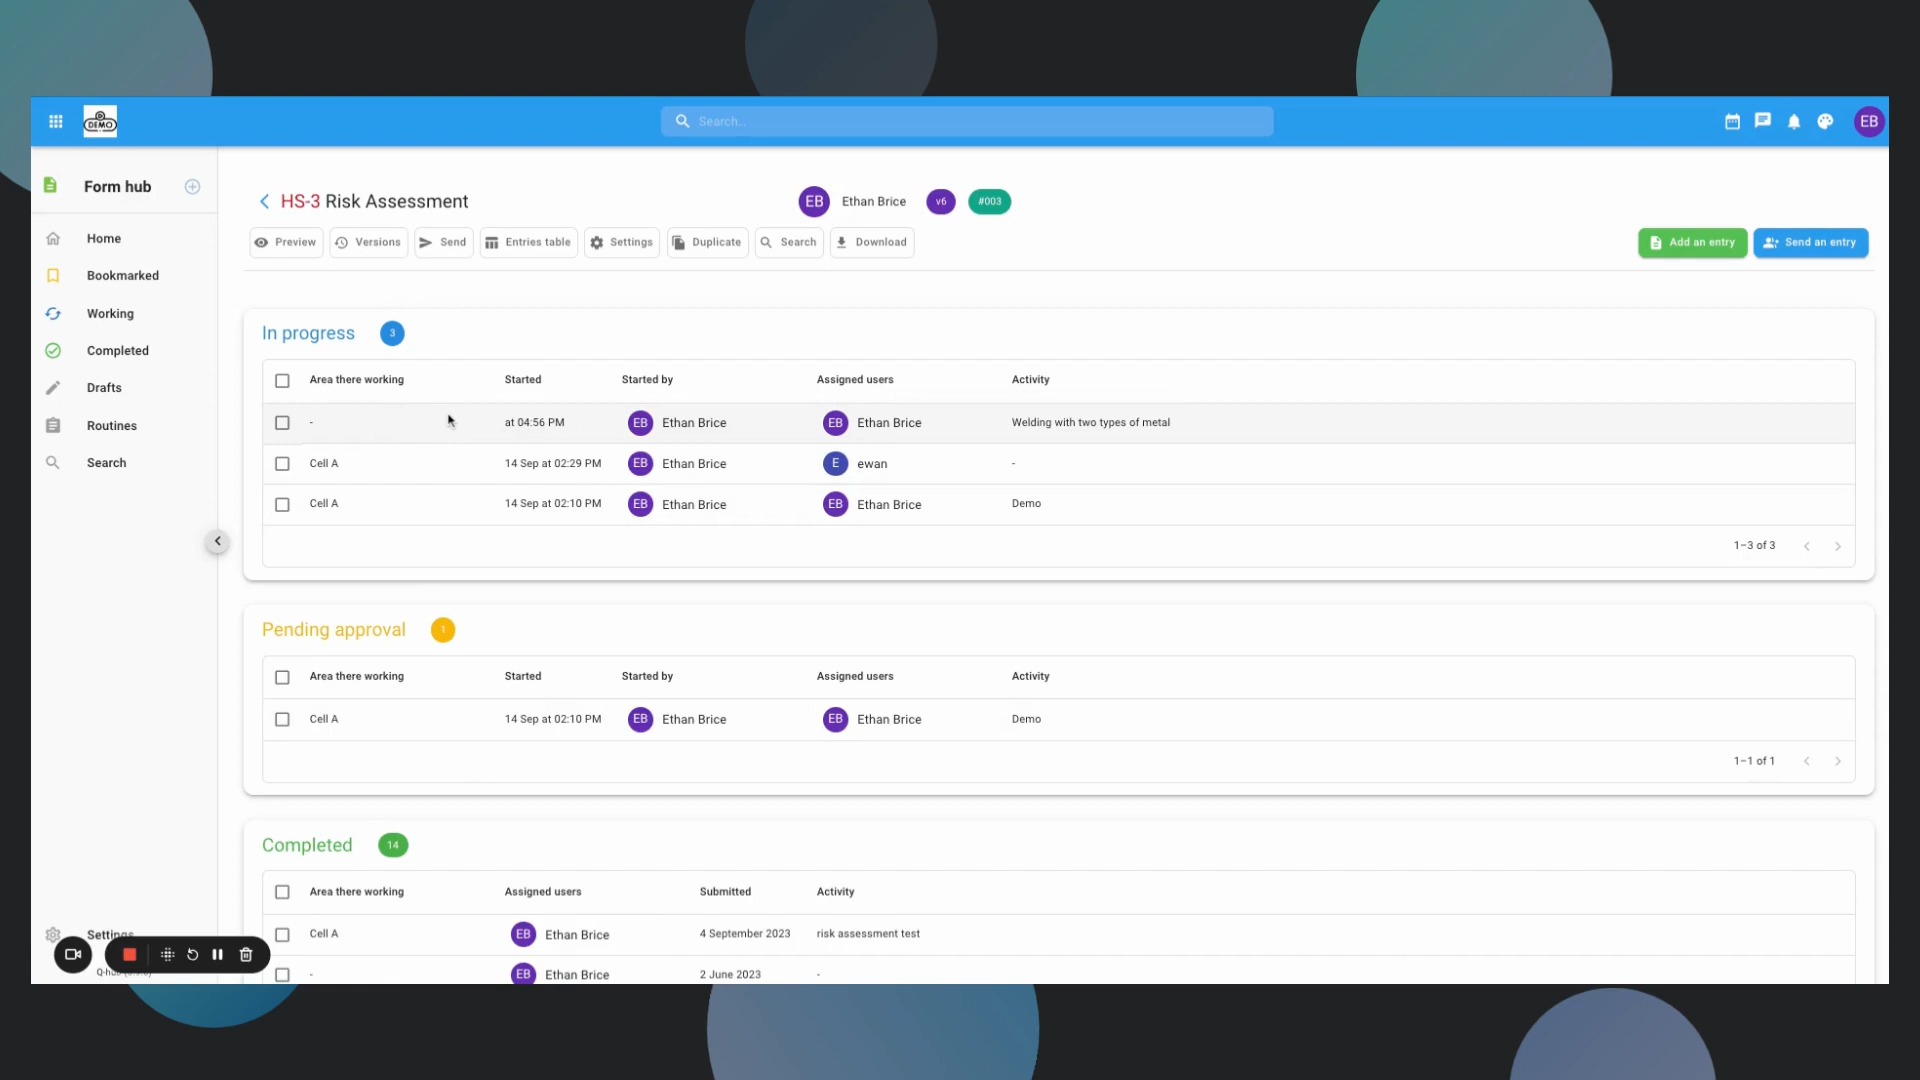 DEMO
Search...
EB
Form hub
Home
Bookmarked
Working
Completed
Drafts
Routines
Search
Settings
HS-3 Risk Assessment
EB Ethan Brice v6 #003
Preview Versions Send Entries table Settings Duplicate Search Download
Add an entry Send an entry
In progress 3
Area there working Started Started by Assigned users Activity
- at 04:56 PM EB Ethan Brice EB Ethan Brice Welding with two types of metal
Cell A 14 Sep at 02:29 PM EB Ethan Brice E ewan -
Cell A 14 Sep at 02:10 PM EB Ethan Brice EB Ethan Brice Demo
1–3 of 3
Pending approval 1
Area there working Started Started by Assigned users Activity
Cell A 14 Sep at 02:10 PM EB Ethan Brice EB Ethan Brice Demo
1–1 of 1
Completed 14
Area there working Assigned users Submitted Activity
Cell A EB Ethan Brice 4 September 2023 risk assessment test
- EB Ethan Brice 2 June 2023 -